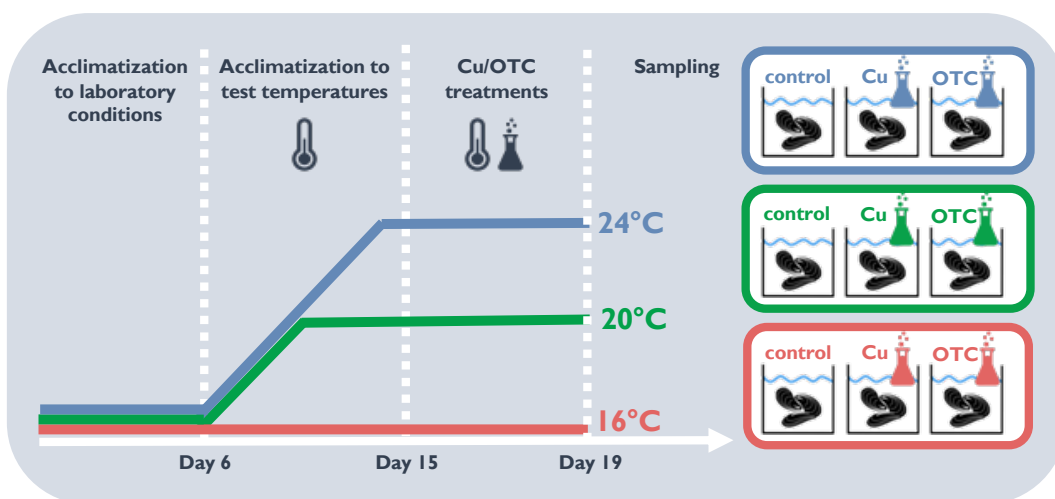 Acclimatization
to laboratory
conditions
Acclimatization to
test temperatures
Cu/OTC
treatments
Sampling
24°C
20°C
16°C
Day 6
Day 15
Day 19
control
Cu
OTC
control
Cu
OTC
control
Cu
OTC